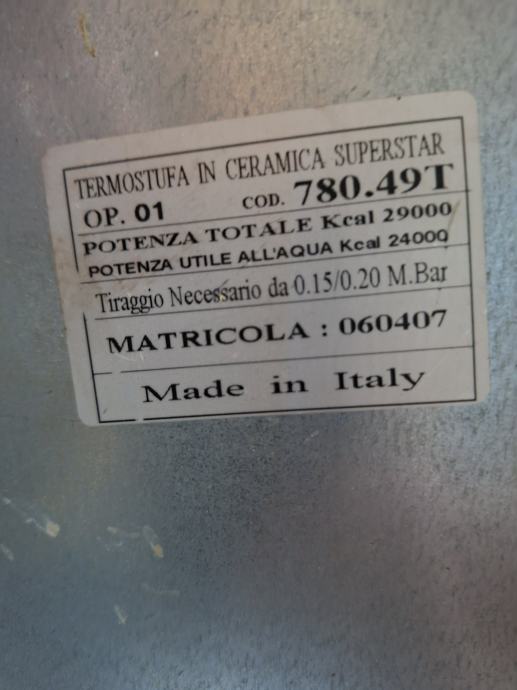 TERMOSTUFA IN CERAMICA SUPERSTAR
OP. 01 COD. 780.49T
POTENZA TOTALE Kcal 29000
POTENZA UTILE ALL'AQUA Kcal 24000
Tiraggio Necessario da 0.15/0.20 M.Bar
MATRICOLA : 060407
Made in Italy